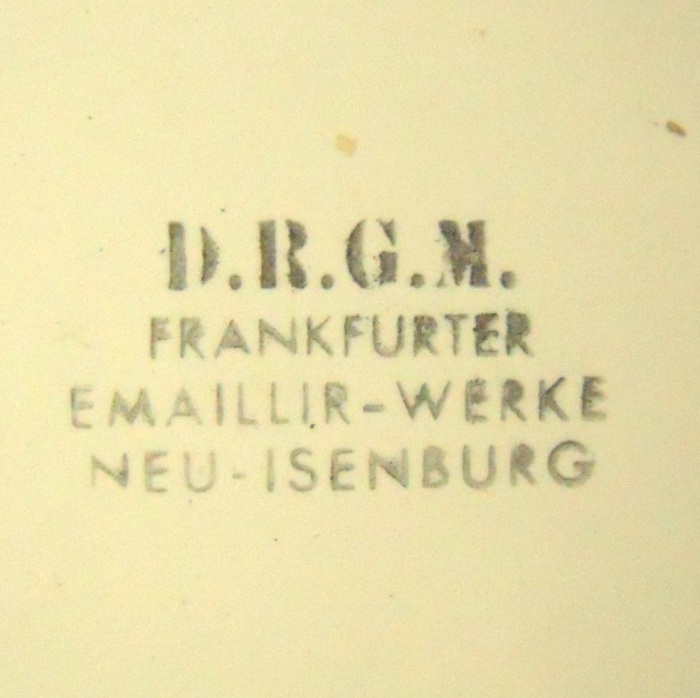 D.R.G.M.
FRANKFURTER
EMAILLIR-WERKE
NEU-ISENBURG